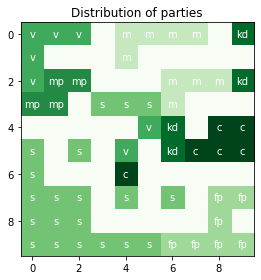 Distribution of parties
0 v v v m m m m kd
v m
2 v mp mp m m m kd
mp mp s s s m
4 v kd c c
s s v kd c c c
6 s c
s s s s s fp fp
8 s s s fp
s s s s s s fp fp fp fp
0 2 4 6 8